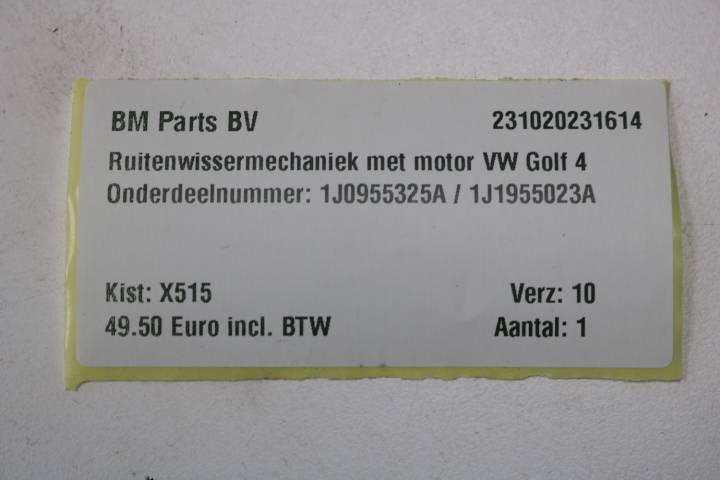 BM Parts BV 231020231614
Ruitenwissermechaniek met motor VW Golf 4
Onderdeelnummer: 1J0955325A / 1J1955023A
Kist: X515 Verz: 10
49.50 Euro incl. BTW Aantal: 1